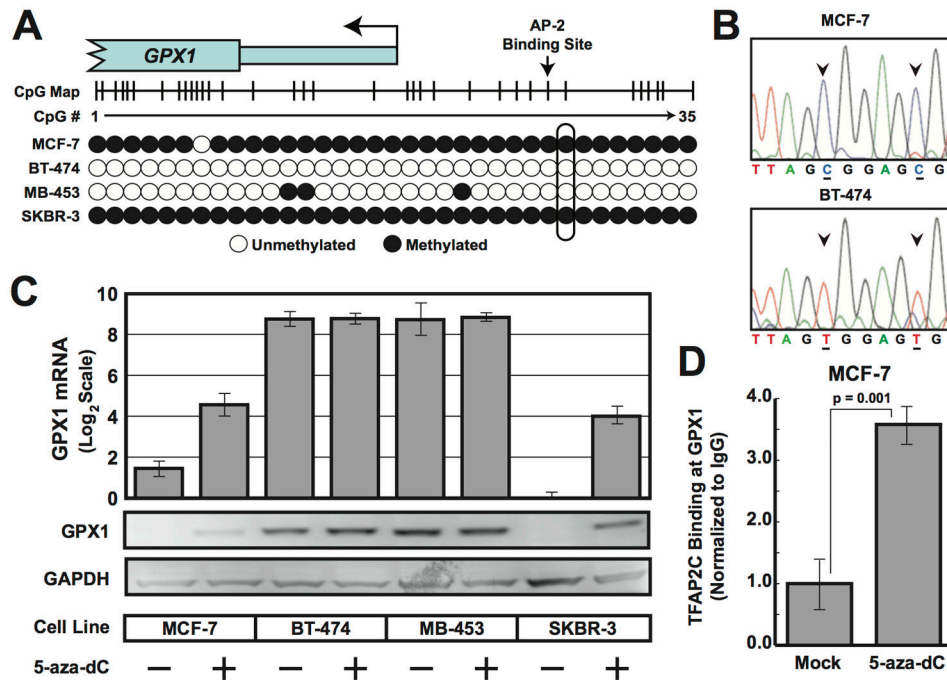 A
GPX1
AP-2
Binding Site
CpG Map
CpG # 1 35
MCF-7
BT-474
MB-453
SKBR-3
Unmethylated Methylated
B
MCF-7
T T A G C G G A G C G
BT-474
T T A G T G G A G T G
C
GPX1 mRNA
(Log2 Scale)
10
8
6
4
2
0
GPX1
GAPDH
Cell Line MCF-7 BT-474 MB-453 SKBR-3
5-aza-dC − + − + − + − +
D
MCF-7
p = 0.001
TFAP2C Binding at GPX1
(Normalized to IgG)
4.0
3.0
2.0
1.0
0.0
Mock 5-aza-dC